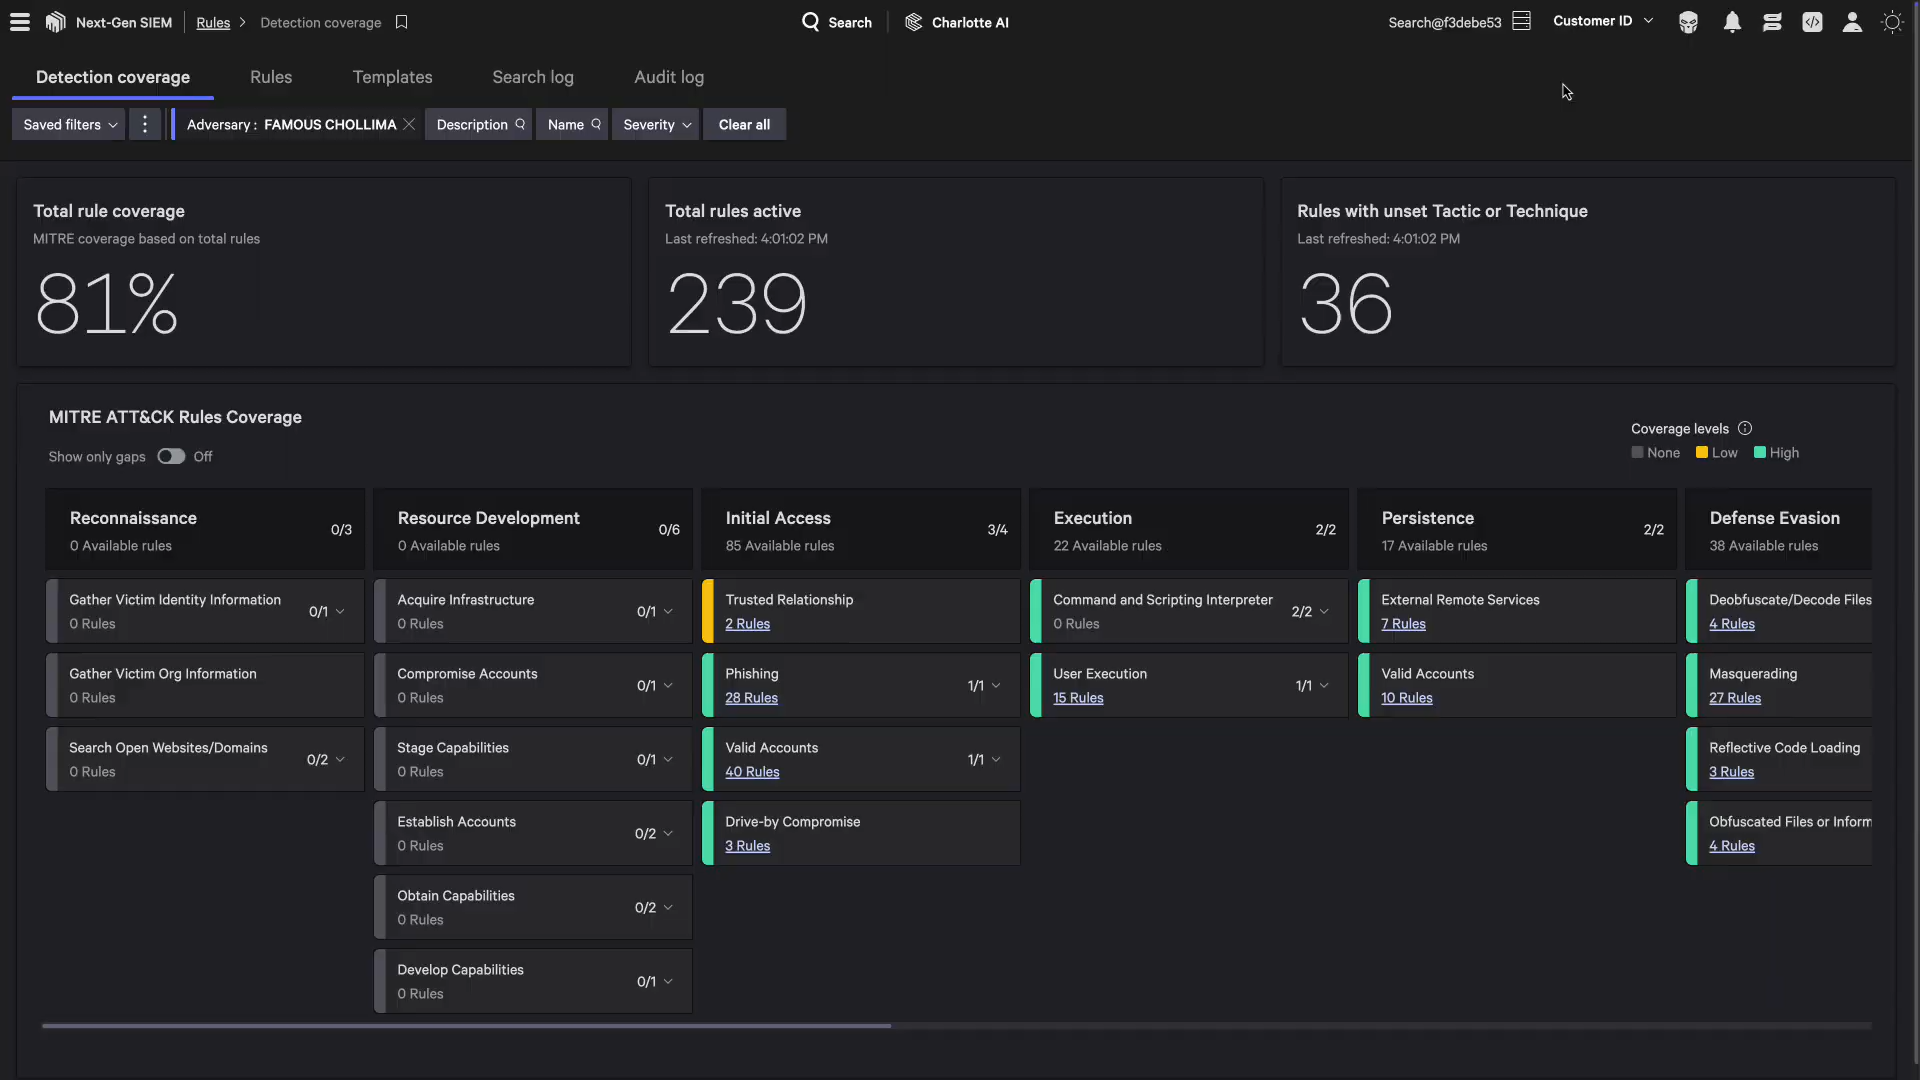 Next-Gen SIEM
Rules
Detection coverage
Search
Charlotte AI
Search@f3debe53
Customer ID
Detection coverage
Rules
Templates
Search log
Audit log
Saved filters
Adversary : FAMOUS CHOLLIMA
Description
Name
Severity
Clear all
Total rule coverage
MITRE coverage based on total rules
81%
Total rules active
Last refreshed: 4:01:02 PM
239
Rules with unset Tactic or Technique
Last refreshed: 4:01:02 PM
36
MITRE ATT&CK Rules Coverage
Show only gaps
Off
Coverage levels
None
Low
High
Reconnaissance
0 Available rules
0/3
Gather Victim Identity Information
0 Rules
0/1
Gather Victim Org Information
0 Rules
Search Open Websites/Domains
0 Rules
0/2
Resource Development
0 Available rules
0/6
Acquire Infrastructure
0 Rules
0/1
Compromise Accounts
0 Rules
0/1
Stage Capabilities
0 Rules
0/1
Establish Accounts
0 Rules
0/2
Obtain Capabilities
0 Rules
0/2
Develop Capabilities
0 Rules
0/1
Initial Access
85 Available rules
3/4
Trusted Relationship
2 Rules
Phishing
28 Rules
1/1
Valid Accounts
40 Rules
1/1
Drive-by Compromise
3 Rules
Execution
22 Available rules
2/2
Command and Scripting Interpreter
0 Rules
2/2
User Execution
15 Rules
1/1
Persistence
17 Available rules
2/2
External Remote Services
7 Rules
Valid Accounts
10 Rules
Defense Evasion
38 Available rules
Deobfuscate/Decode Files
4 Rules
Masquerading
27 Rules
Reflective Code Loading
3 Rules
Obfuscated Files or Inform
4 Rules